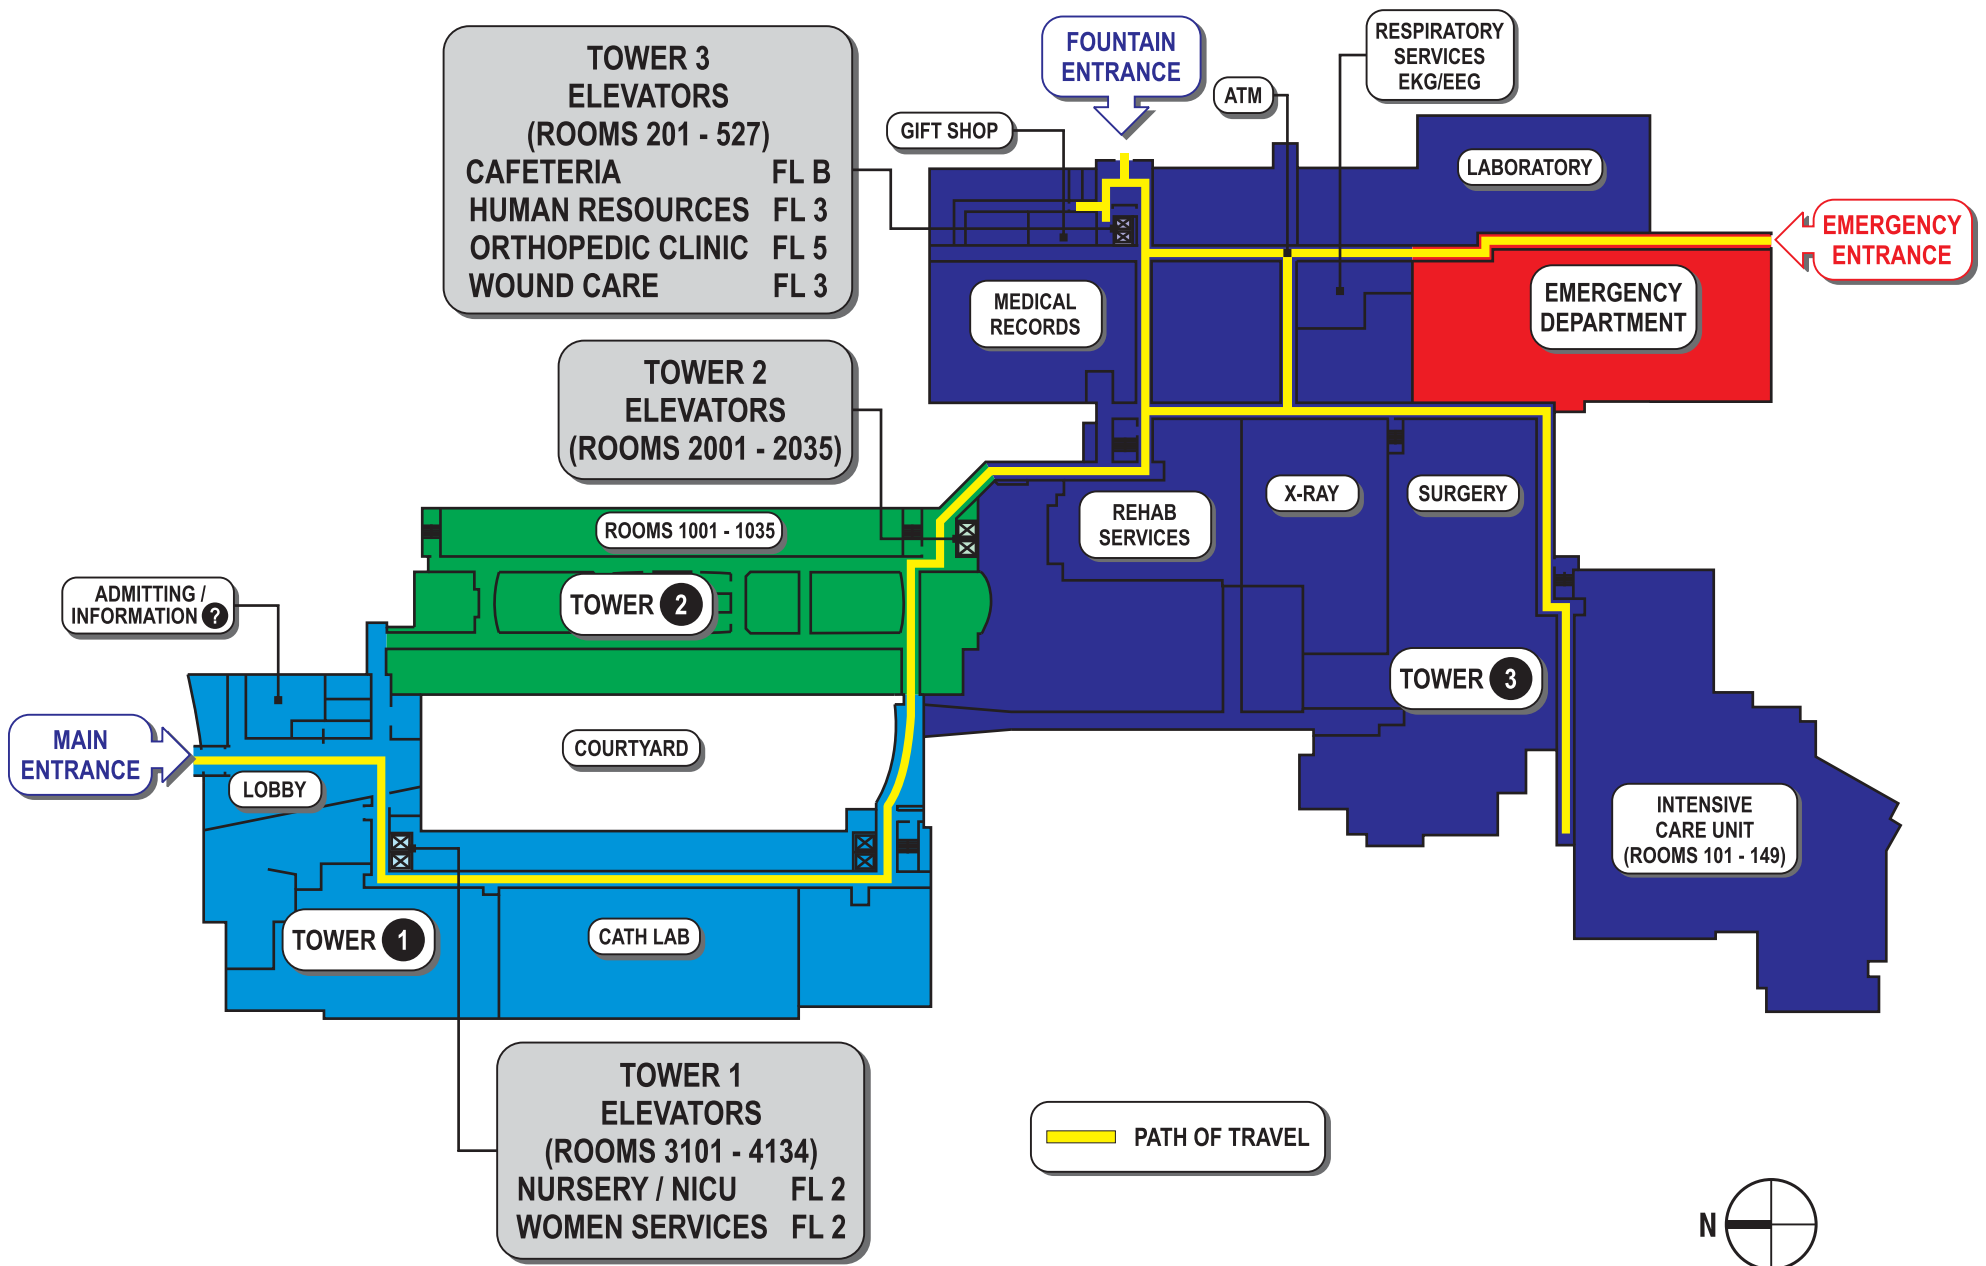 TOWER 3
ELEVATORS
(ROOMS 201 - 527)
CAFETERIA FL B
HUMAN RESOURCES FL 3
ORTHOPEDIC CLINIC FL 5
WOUND CARE FL 3
FOUNTAIN
ENTRANCE
RESPIRATORY
SERVICES
EKG/EEG
ATM
GIFT SHOP
LABORATORY
EMERGENCY
ENTRANCE
MEDICAL
RECORDS
EMERGENCY
DEPARTMENT
TOWER 2
ELEVATORS
(ROOMS 2001 - 2035)
ROOMS 1001 - 1035
REHAB
SERVICES
X-RAY
SURGERY
ADMITTING /
INFORMATION ?
TOWER 2
TOWER 3
MAIN
ENTRANCE
LOBBY
COURTYARD
INTENSIVE
CARE UNIT
(ROOMS 101 - 149)
TOWER 1
CATH LAB
TOWER 1
ELEVATORS
(ROOMS 3101 - 4134)
NURSERY / NICU FL 2
WOMEN SERVICES FL 2
PATH OF TRAVEL
N